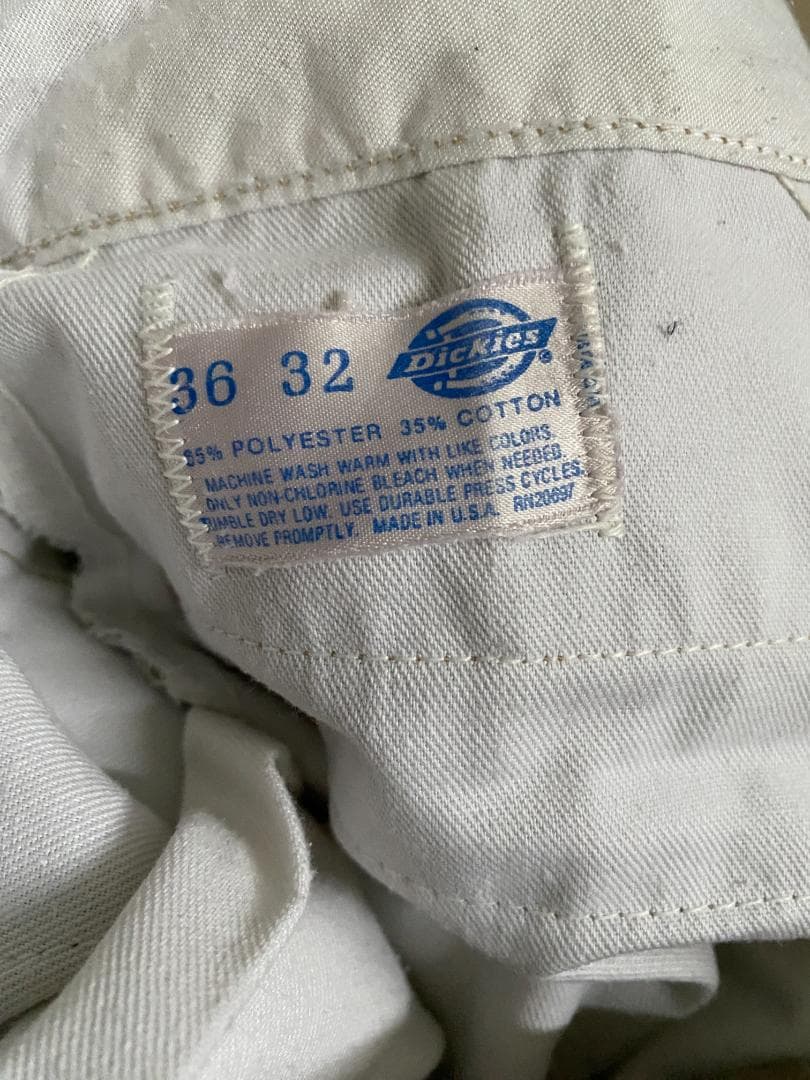 36 32 Dickies®
65% POLYESTER 35% COTTON
MACHINE WASH WARM WITH LIKE COLORS.
ONLY NON-CHLORINE BLEACH WHEN NEEDED.
TUMBLE DRY LOW. USE DURABLE PRESS CYCLES.
REMOVE PROMPTLY. MADE IN U.S.A. RN20697